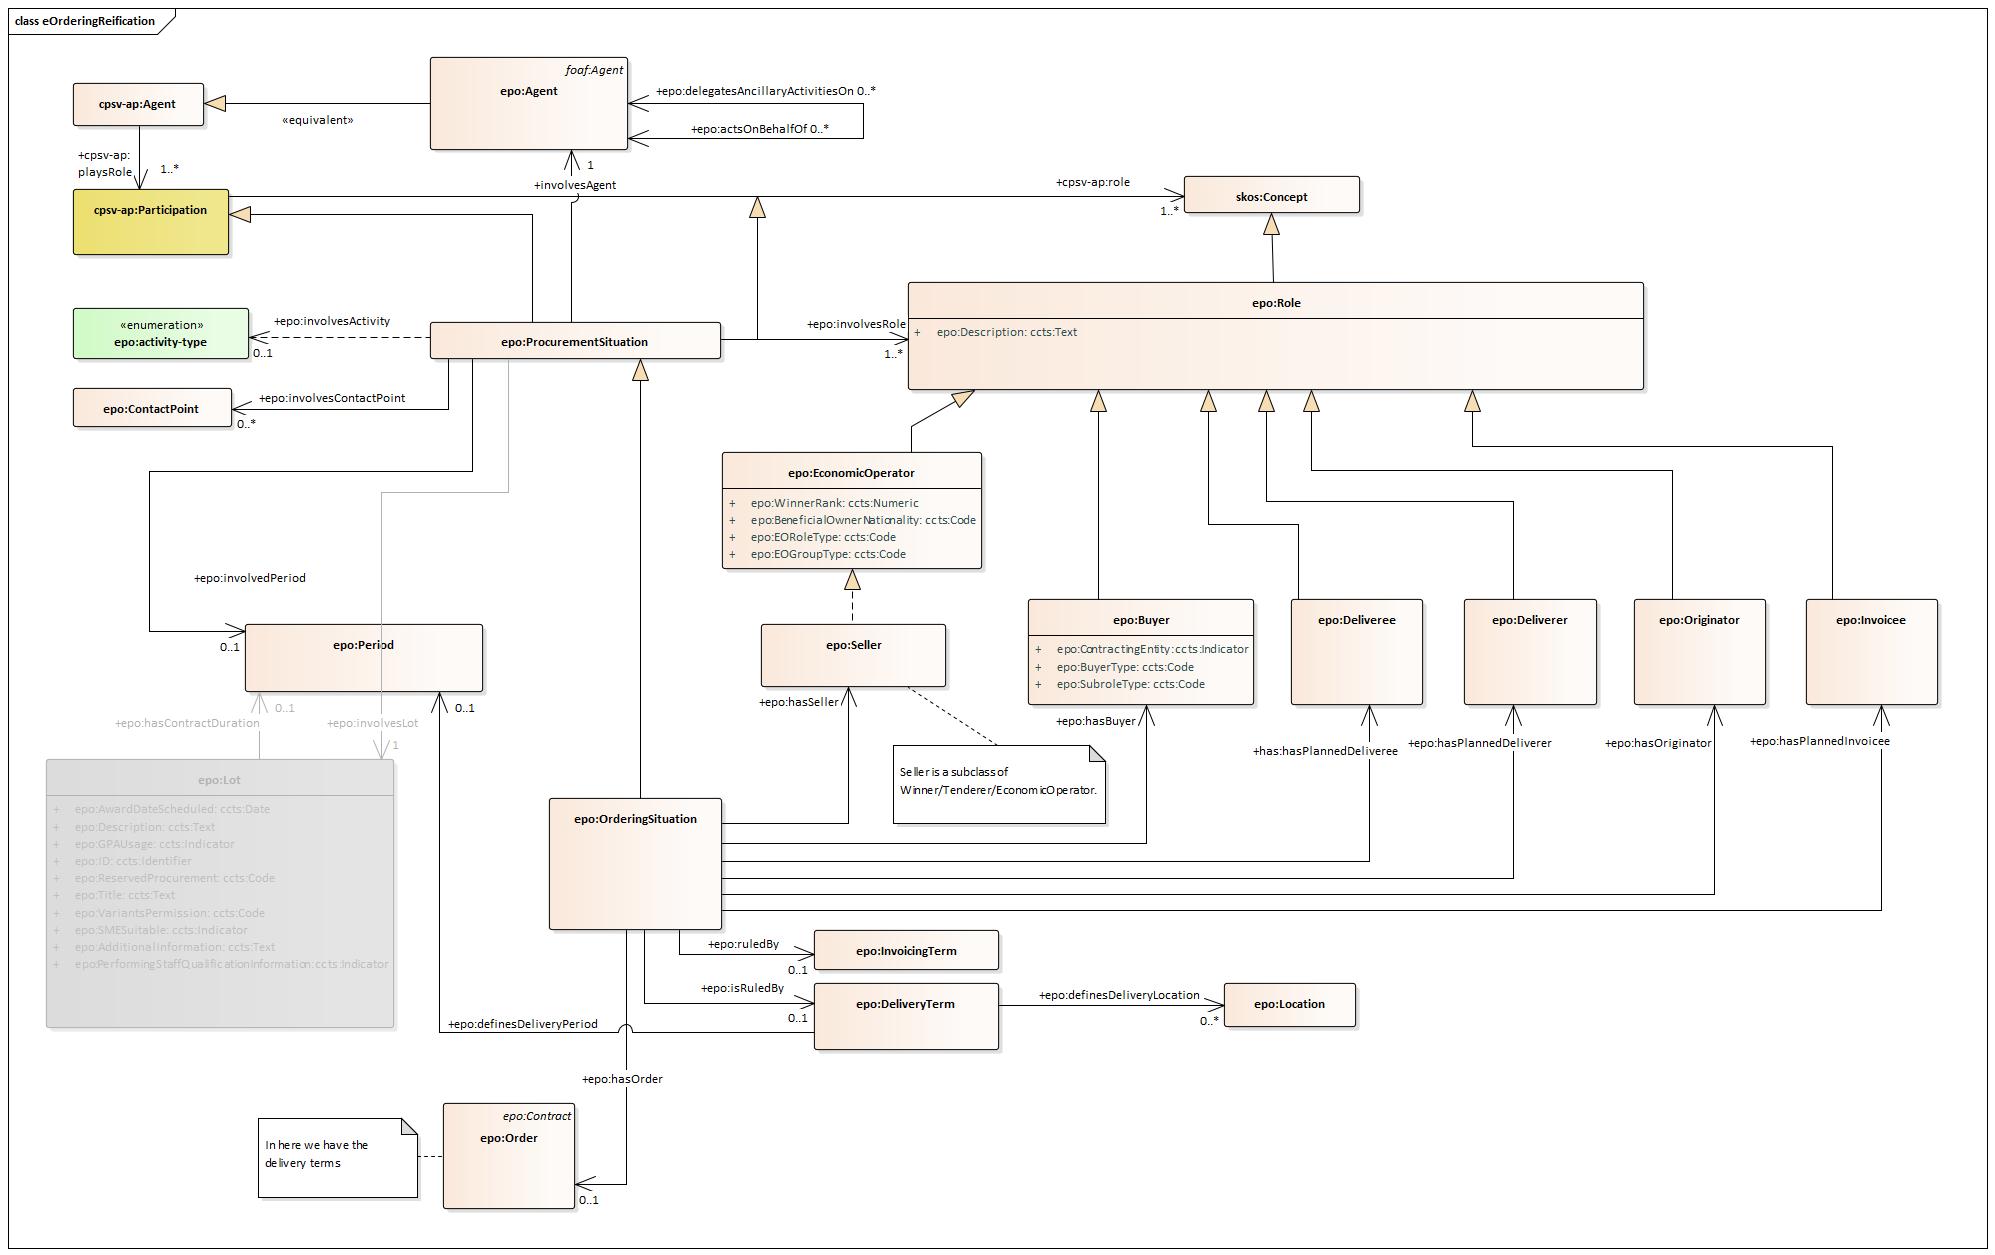 class eOrderingReification
foaf:Agent
epo:Agent
cpsv-ap:Agent
«equivalent»
+epo:delegatesAncillaryActivitiesOn 0..*
+epo:actsOnBehalfOf 0..*
+cpsv-ap:
playsRole
1..*
1
+involvesAgent
cpsv-ap:Participation
+cpsv-ap:role
1..*
skos:Concept
epo:Role
+ epo:Description: ccts:Text
«enumeration»
epo:activity-type
+epo:involvesActivity
0..1
epo:ProcurementSituation
+epo:involvesRole
1..*
epo:ContactPoint
+epo:involvesContactPoint
0..*
epo:EconomicOperator
+ epo:WinnerRank: ccts:Numeric
+ epo:BeneficialOwnerNationality: ccts:Code
+ epo:EORoleType: ccts:Code
+ epo:EOGroupType: ccts:Code
+epo:involvedPeriod
0..1
epo:Period
epo:Seller
epo:Buyer
+ epo:ContractingEntity:ccts:Indicator
+ epo:BuyerType: ccts:Code
+ epo:SubroleType: ccts:Code
epo:Deliveree
epo:Deliverer
epo:Originator
epo:Invoicee
+epo:hasContractDuration
0..1
+epo:involvesLot
1
0..1
+epo:hasSeller
+epo:hasBuyer
+has:hasPlannedDeliveree
+epo:hasPlannedDeliverer
+epo:hasOriginator
+epo:hasPlannedInvoicee
Seller is a subclass of
Winner/Tenderer/EconomicOperator.
epo:Lot
+ epo:AwardDateScheduled: ccts:Date
+ epo:Description: ccts:Text
+ epo:GPAUsage: ccts:Indicator
+ epo:ID: ccts:Identifier
+ epo:ReservedProcurement: ccts:Code
+ epo:Title: ccts:Text
+ epo:VariantsPermission: ccts:Code
+ epo:SMESuitable: ccts:Indicator
+ epo:AdditionalInformation: ccts:Text
+ epo:PerformingStaffQualificationInformation:ccts:Indicator
epo:OrderingSituation
+epo:ruledBy
0..1
epo:InvoicingTerm
+epo:isRuledBy
0..1
epo:DeliveryTerm
+epo:definesDeliveryLocation
0..*
epo:Location
+epo:definesDeliveryPeriod
+epo:hasOrder
0..1
epo:Contract
epo:Order
In here we have the
delivery terms